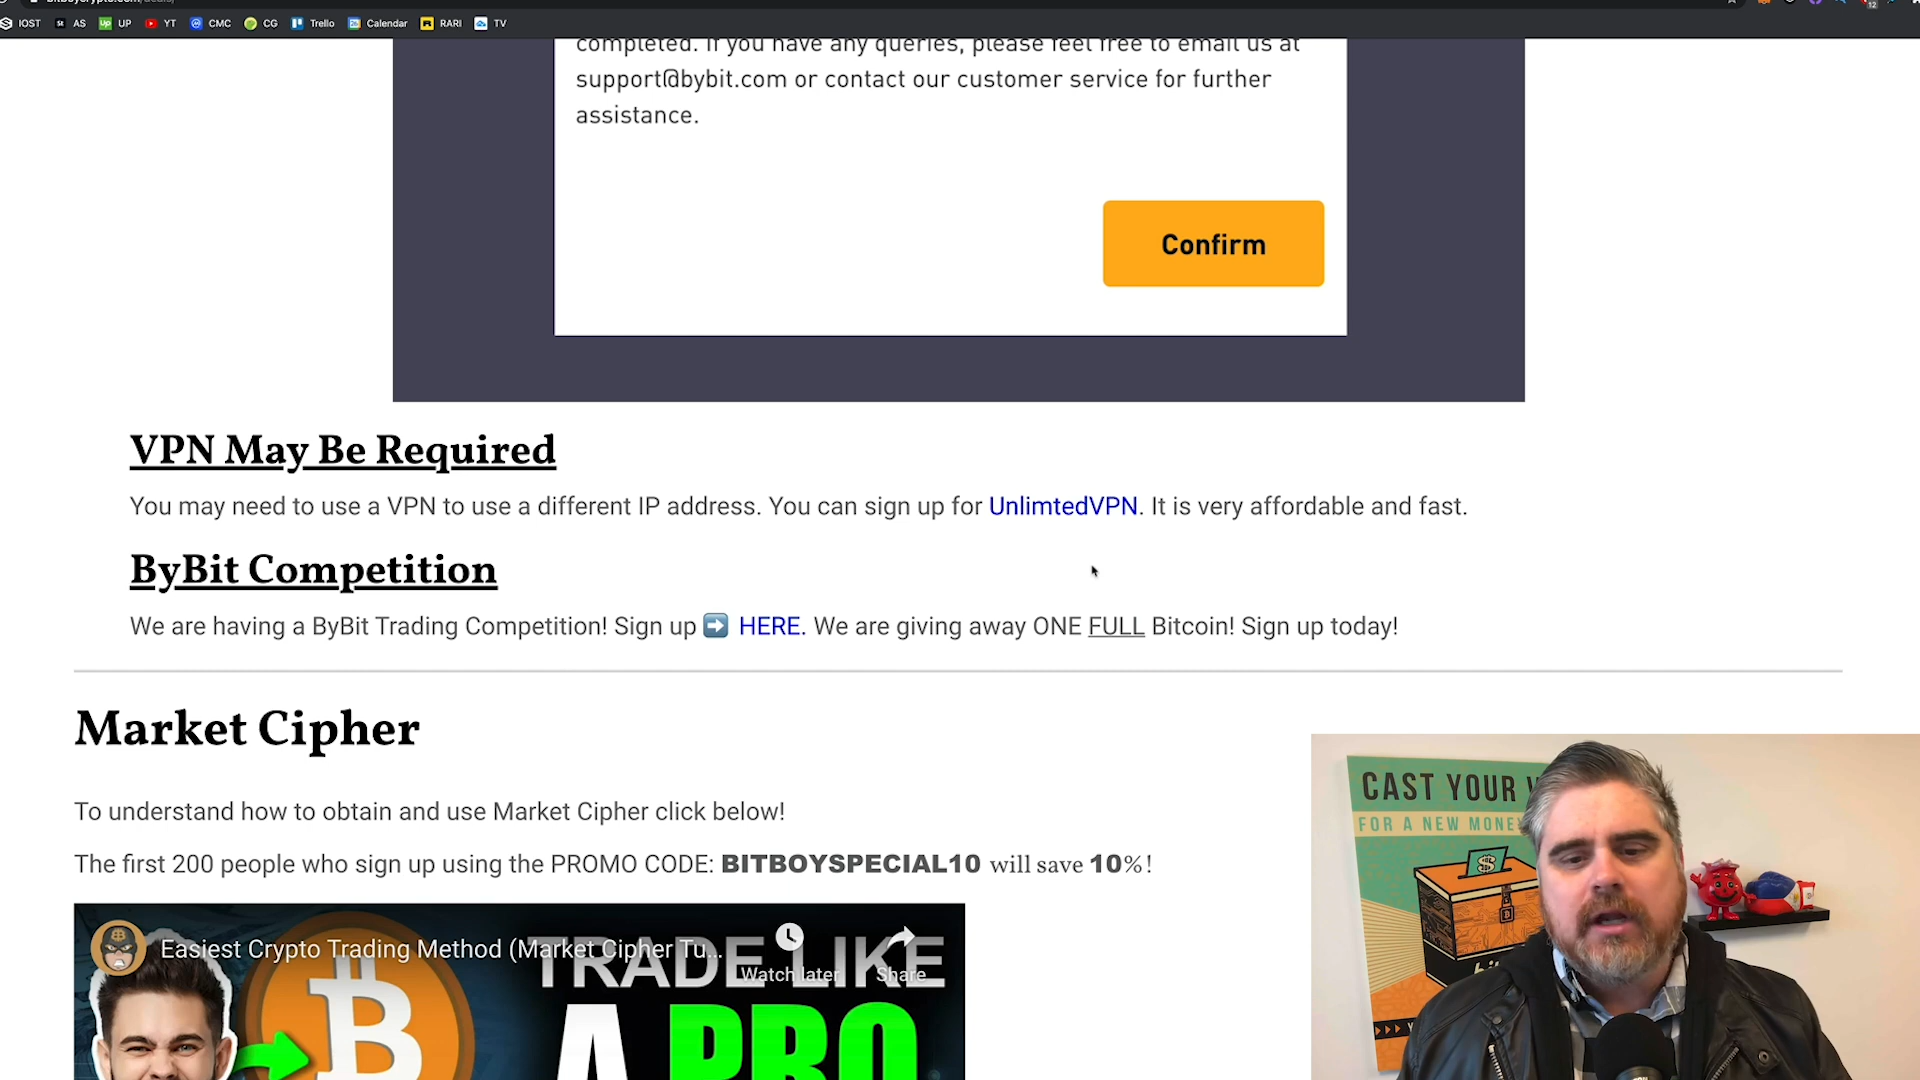 IOST AS UP YT CMC CG Trello Calendar RARI TV
completed. If you have any queries, please feel free to email us at
support@bybit.com or contact our customer service for further
assistance.
Confirm
VPN May Be Required
You may need to use a VPN to use a different IP address. You can sign up for UnlimtedVPN. It is very affordable and fast.
ByBit Competition
We are having a ByBit Trading Competition! Sign up ➡ HERE. We are giving away ONE FULL Bitcoin! Sign up today!
Market Cipher
To understand how to obtain and use Market Cipher click below!
The first 200 people who sign up using the PROMO CODE: BITBOYSPECIAL10 will save 10%!
Easiest Crypto Trading Method (Market Cipher Tu...
Watch later
Share
TRADE LIKE
A PRO
CAST YOUR
FOR A NEW